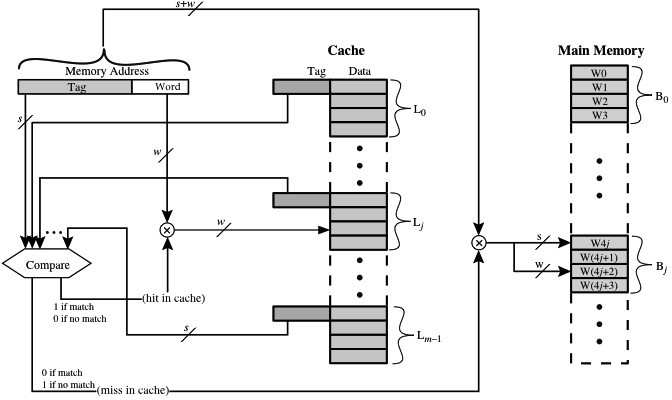 s+w
Cache
Main Memory
Memory Address
Tag
Data
Tag
Word
W0
W1
W2
W3
B0
L0
s
w
w
Lj
s
w
W4j
W(4j+1)
W(4j+2)
W(4j+3)
Bj
Compare
(hit in cache)
1 if match
0 if no match
s
Lm–1
0 if match
1 if no match
(miss in cache)